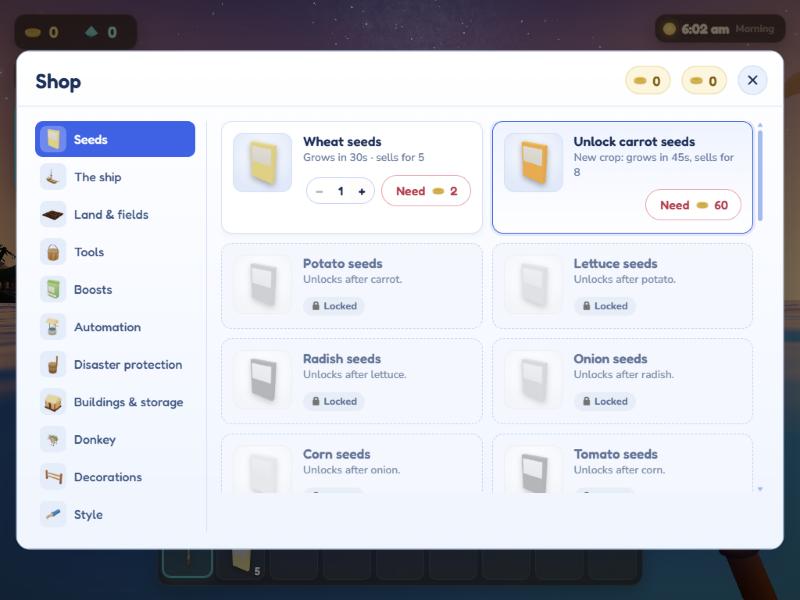 0 0
6:02 am Morning
Shop
0 0
Seeds
The ship
Land & fields
Tools
Boosts
Automation
Disaster protection
Buildings & storage
Donkey
Decorations
Style
Wheat seeds
Grows in 30s · sells for 5
− 1 +
Need 2
Unlock carrot seeds
New crop: grows in 45s, sells for
8
Need 60
Potato seeds
Unlocks after carrot.
Locked
Lettuce seeds
Unlocks after potato.
Locked
Radish seeds
Unlocks after lettuce.
Locked
Onion seeds
Unlocks after radish.
Locked
Corn seeds
Unlocks after onion.
Tomato seeds
Unlocks after corn.
5